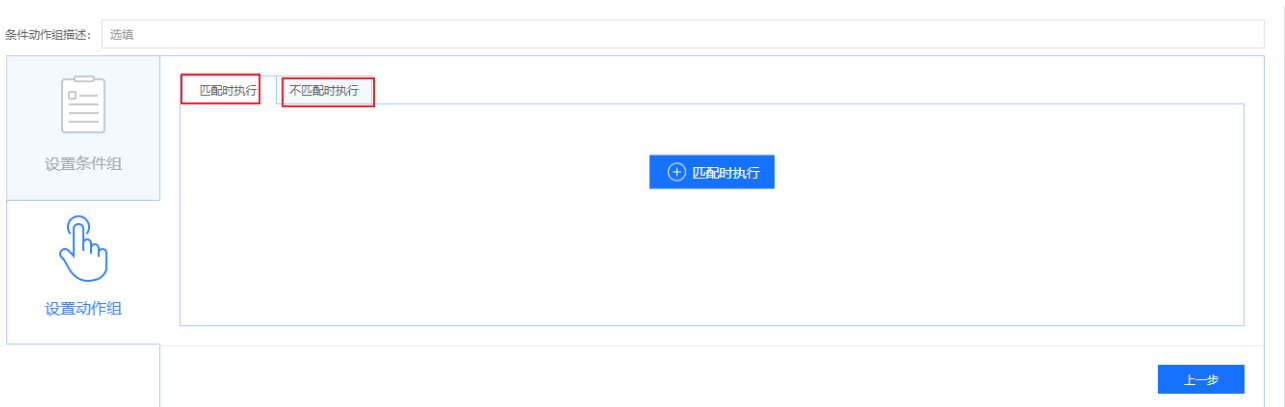 条件动作组描述： 选填
匹配时执行 不匹配时执行
设置条件组
匹配时执行
设置动作组
上一步